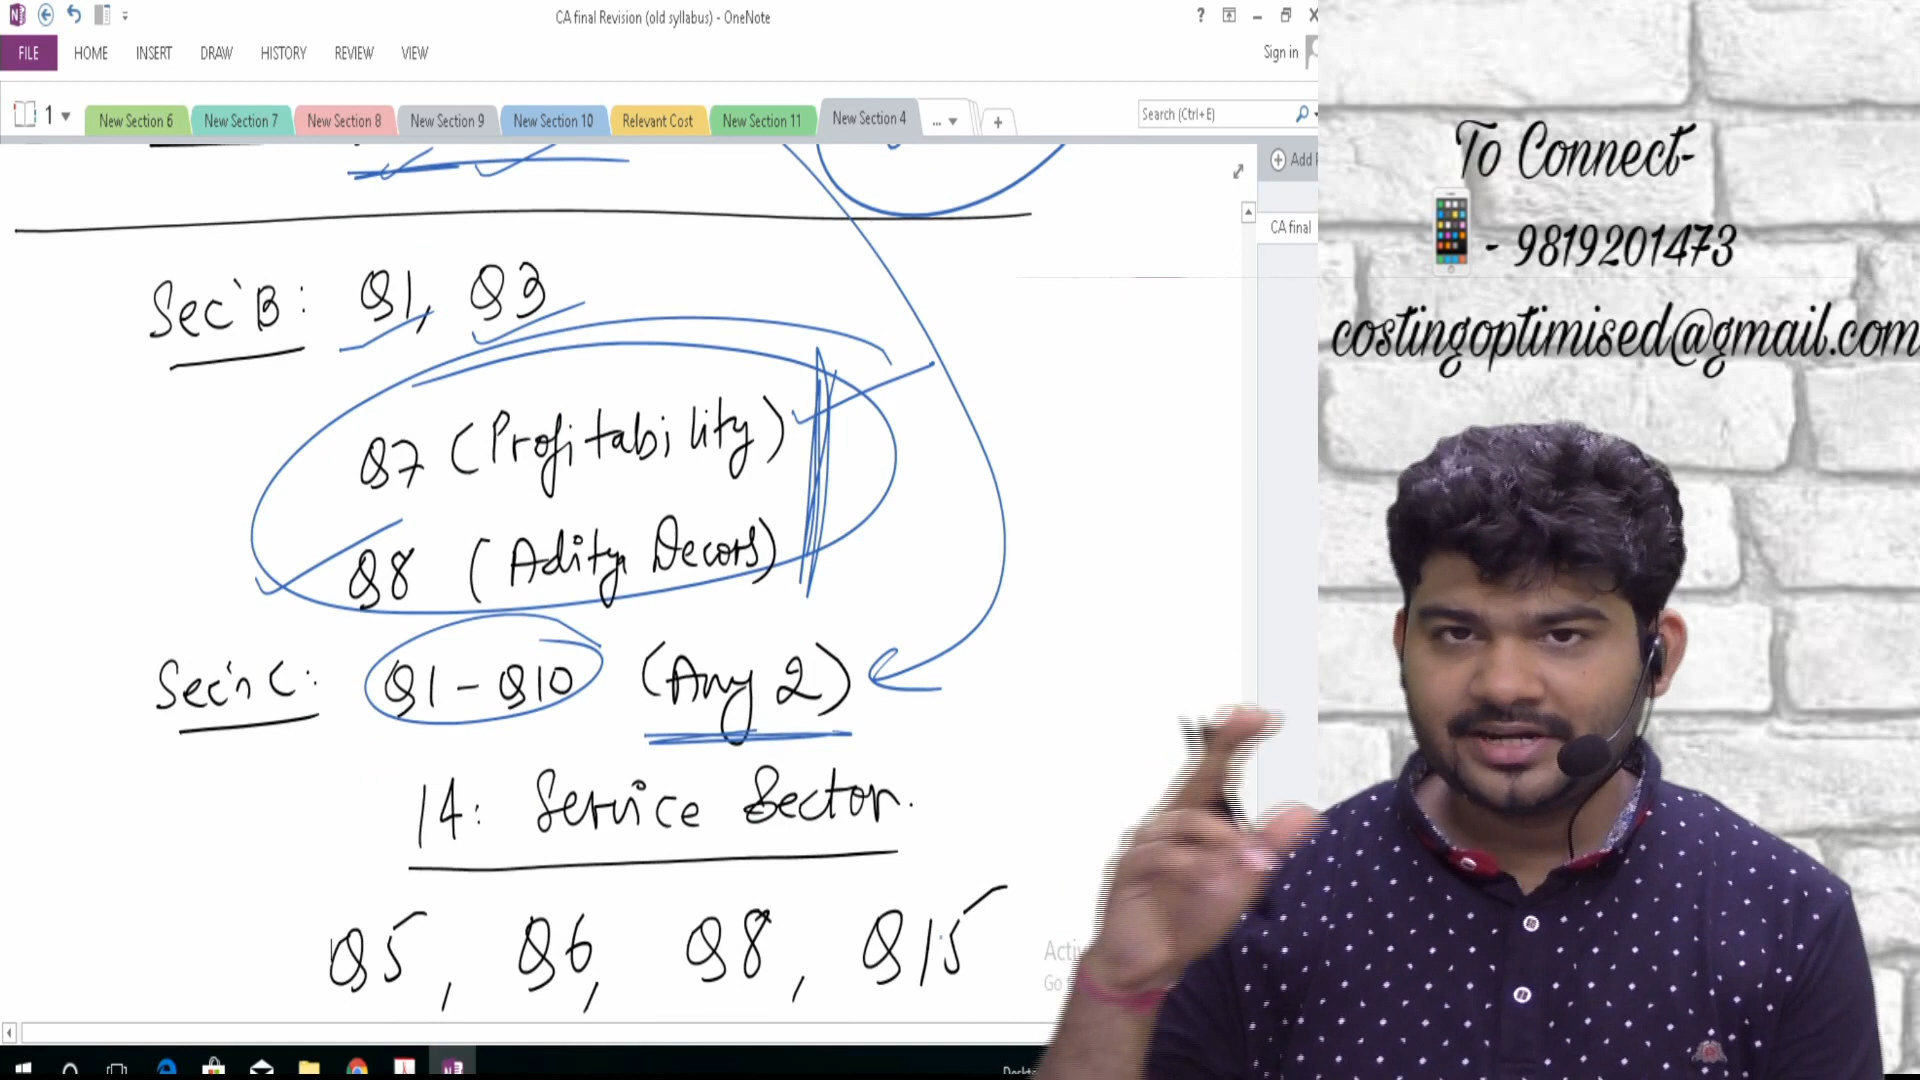 CA final Revision (old syllabus) - OneNote
FILE HOME INSERT DRAW HISTORY REVIEW VIEW
Sign in
1 New Section 6 New Section 7 New Section 8 New Section 9 New Section 10 Relevant Cost New Section 11 New Section 4 ... +
Search (Ctrl+E)
Add
CA final
Sec'B: Q1, Q3
Q7 (Profitability)
Q8 (Aditya Decors)
Sec'n C: Q1 - Q10 (Any 2)
14: Service Sector.
Q5, Q6, Q8, Q15
To Connect-
- 9819201473
costingoptimised@gmail.com